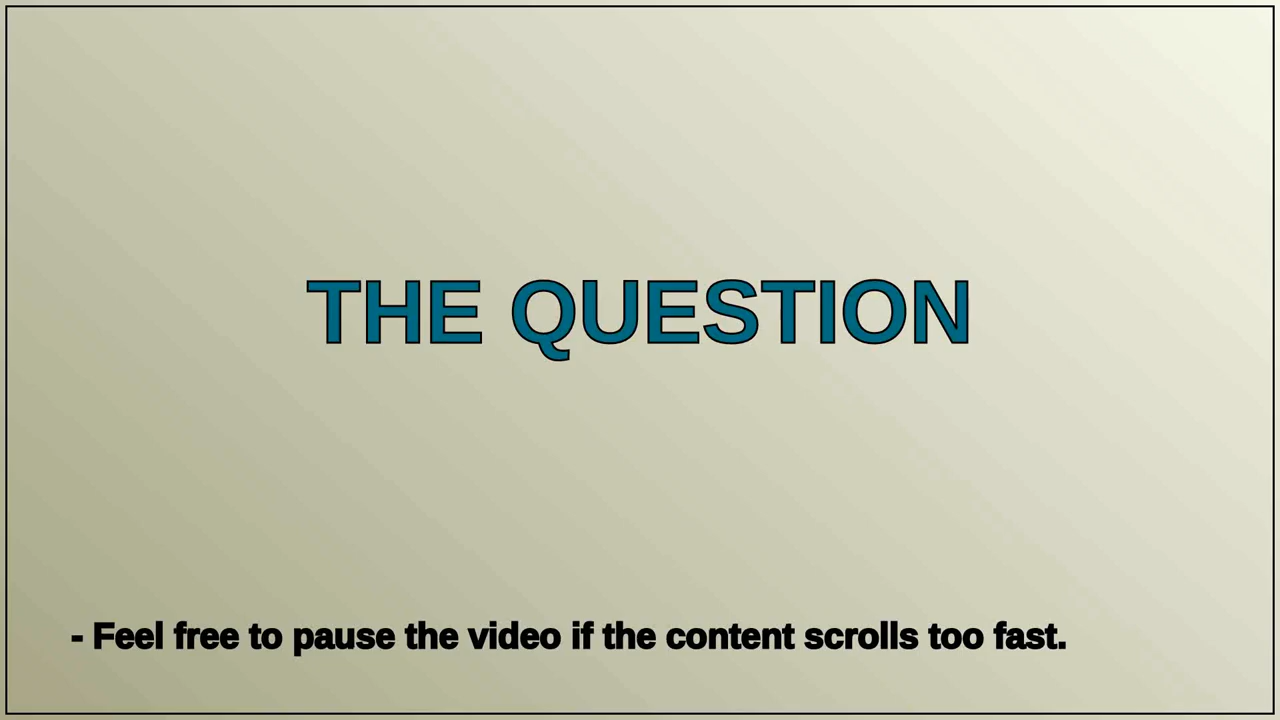 THE QUESTION
- Feel free to pause the video if the content scrolls too fast.